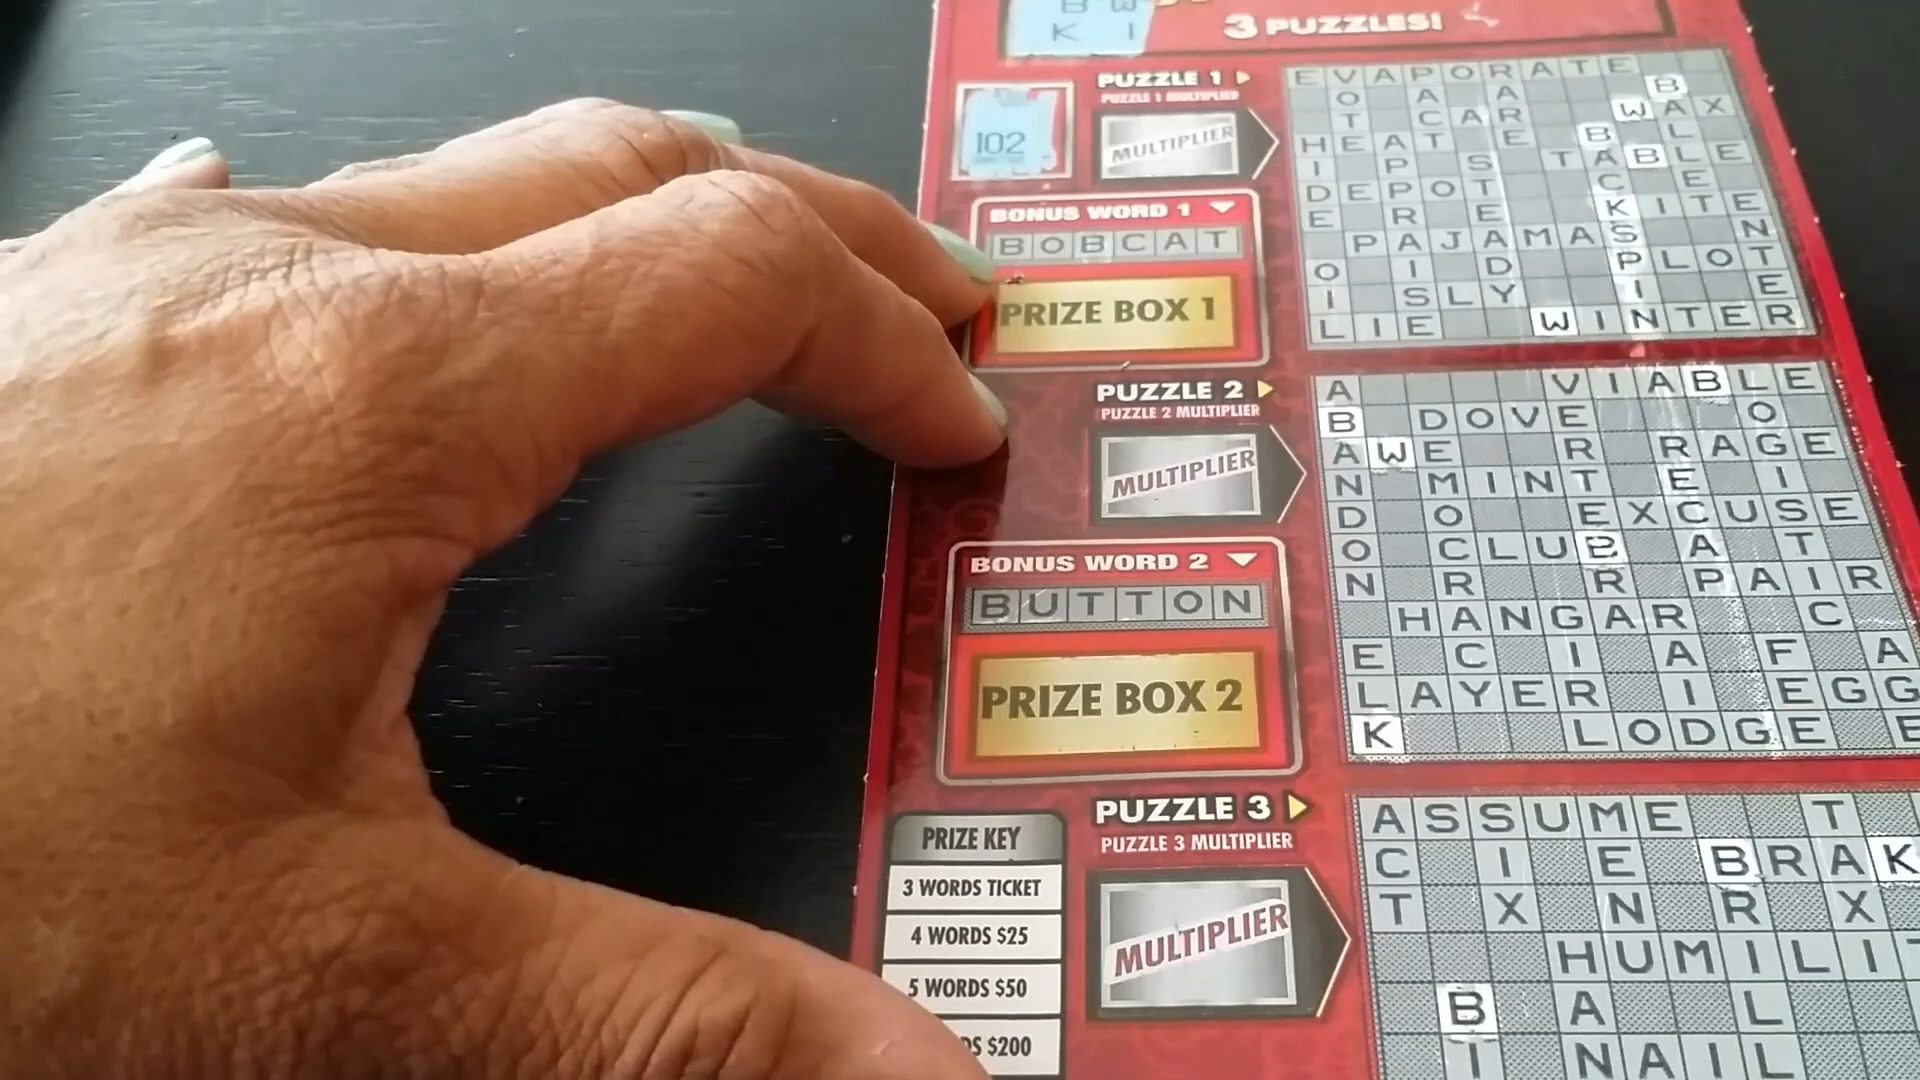 B W
K I
3 PUZZLES!
102
PUZZLE 1
PUZZLE 1 MULTIPLIER
MULTIPLIER
BONUS WORD 1
BOBCAT
PRIZE BOX 1
EVAPORATE
O A A B
T CAR WAX
HEAT E B L
I P S TABLE
DEPOT C E
E R E KITE
PAJAMAS N
O I D PLOT
I SLY I E
LIE WINTER
PUZZLE 2
PUZZLE 2 MULTIPLIER
MULTIPLIER
BONUS WORD 2
BUTTON
PRIZE BOX 2
A VIABLE
B DOVE O
AWE R RAGE
N MINT E I
D O EXCUSE
O CLUB A T
N R R PAIR
HANGAR C
E C I A F A
LAYER I EGG
K LODGE E
PUZZLE 3
PUZZLE 3 MULTIPLIER
MULTIPLIER
PRIZE KEY
3 WORDS TICKET
4 WORDS $25
5 WORDS $50
$200
ASSUME T
C I E BRAK
T X N R X
HUMILI
B A L
I NAIL